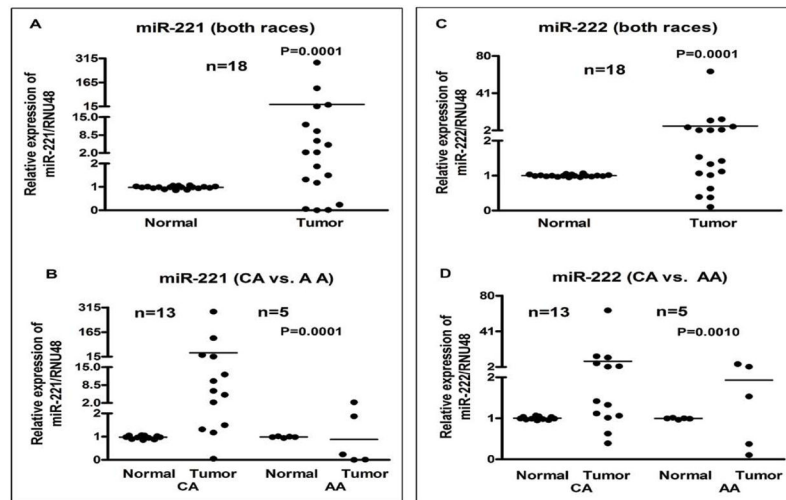 A
miR-221 (both races)
P=0.0001
n=18
Relative expression of
miR-221/RNU48
315
165
15
15.0
8.5
2.0
2
1
0
Normal
Tumor
B
miR-221 (CA vs. A A)
n=13
n=5
P=0.0001
Relative expression of
miR-221/RNU48
315
165
15
15.0
8.5
2.0
2
1
0
Normal Tumor Normal Tumor
CA AA
C
miR-222 (both races)
P=0.0001
n=18
Relative expression of
miR-222/RNU48
80
41
2
2
1
0
Normal
Tumor
D
miR-222 (CA vs. AA)
n=13
n=5
P=0.0010
Relative expression of
miR-222/RNU48
80
41
2
2
1
0
Normal Tumor Normal Tumor
CA AA